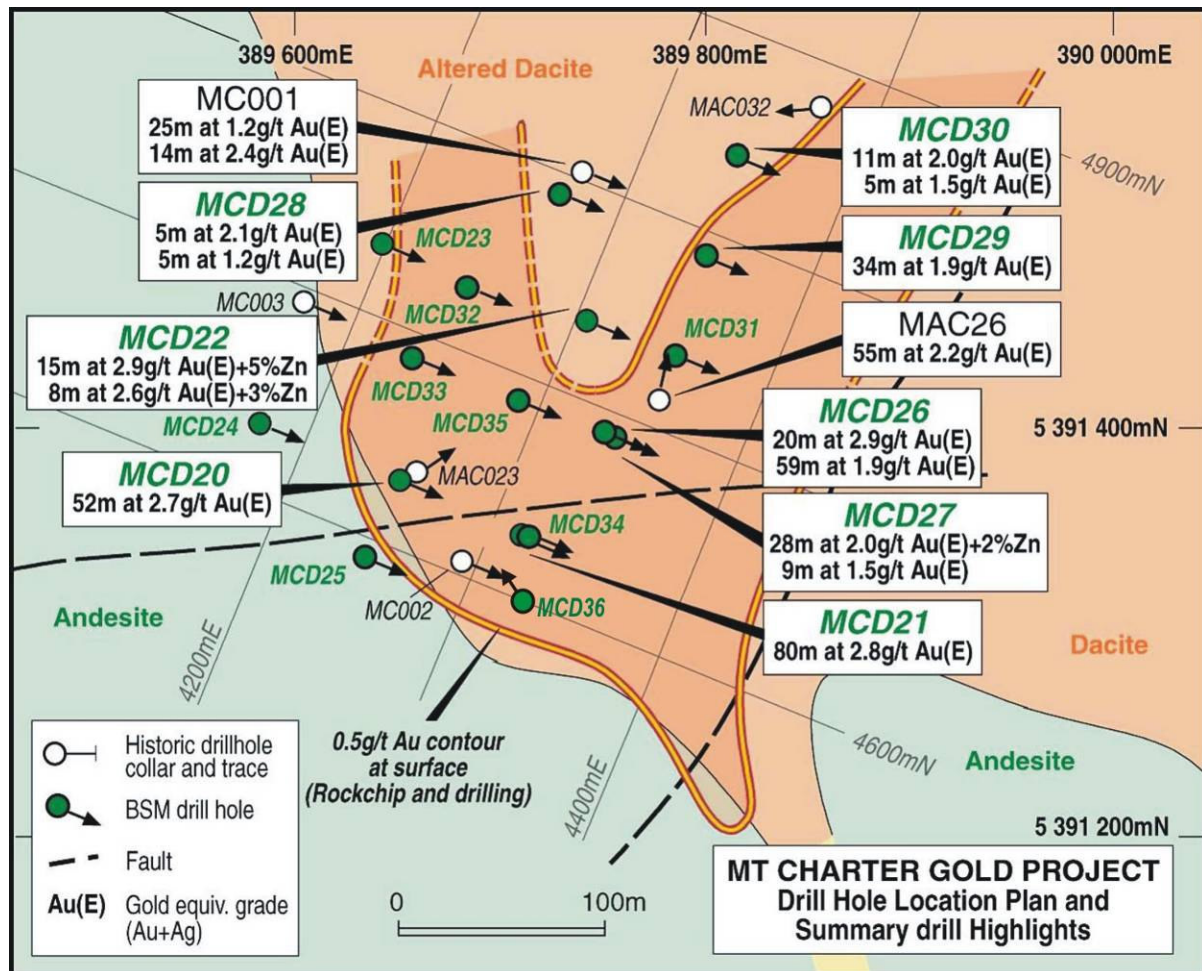 389 600mE
389 800mE
390 000mE
Altered Dacite
MC001
25m at 1.2g/t Au(E)
14m at 2.4g/t Au(E)
MAC032
MCD30
11m at 2.0g/t Au(E)
5m at 1.5g/t Au(E)
4900mN
MCD28
5m at 2.1g/t Au(E)
5m at 1.2g/t Au(E)
MCD23
MCD29
34m at 1.9g/t Au(E)
MC003
MCD32
MCD31
MAC26
55m at 2.2g/t Au(E)
MCD22
15m at 2.9g/t Au(E)+5%Zn
8m at 2.6g/t Au(E)+3%Zn
MCD33
MCD35
MCD24
MCD26
20m at 2.9g/t Au(E)
59m at 1.9g/t Au(E)
5 391 400mN
MCD20
52m at 2.7g/t Au(E)
MAC023
MCD34
MCD27
28m at 2.0g/t Au(E)+2%Zn
9m at 1.5g/t Au(E)
MCD25
MC002
MCD36
MCD21
80m at 2.8g/t Au(E)
Andesite
Dacite
4200mE
0.5g/t Au contour
at surface
(Rockchip and drilling)
4400mE
4600mN
Andesite
Historic drillhole
collar and trace
BSM drill hole
Fault
Au(E) Gold equiv. grade
(Au+Ag)
0 100m
5 391 200mN
MT CHARTER GOLD PROJECT
Drill Hole Location Plan and
Summary drill Highlights